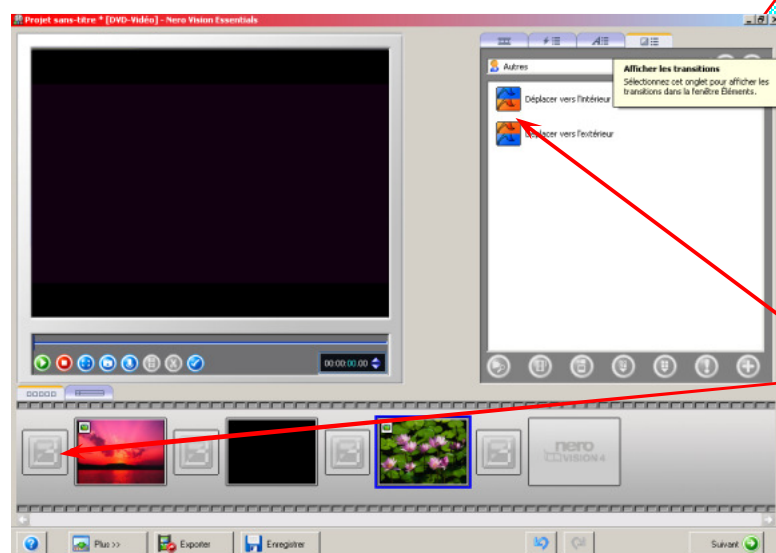 Projet sans-titre * [DVD-Vidéo] - Nero Vision Essentials
Autres
Afficher les transitions
Sélectionnez cet onglet pour afficher les
transitions dans la fenêtre Éléments.
Déplacer vers l'intérieur
Déplacer vers l'extérieur
00:00:00.00
nero
VISION 4
Plus >>
Exporter
Enregistrer
Suivant